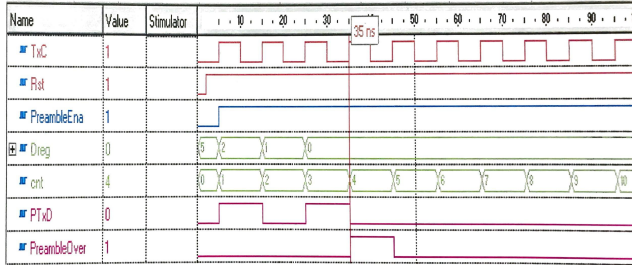 Name Value Stimulator 10 20 30 40 50 60 70 80 90
35 ns
TxC 1
Rst 1
PreambleEna 1
Dreg 0 5 2 1 0
cnt 4 0 1 2 3 4 5 6 7 8 9 10
PTxD 0
PreambleOver 1